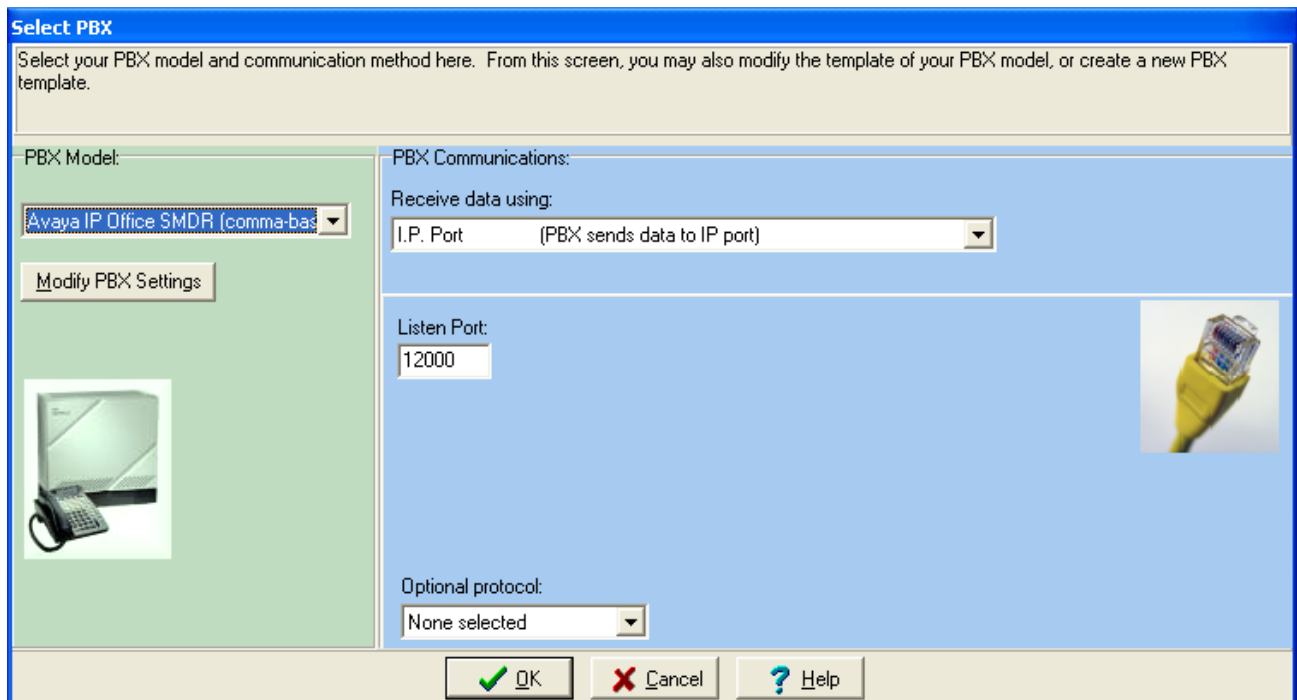 Select PBX
Select your PBX model and communication method here.  From this screen, you may also modify the template of your PBX model, or create a new PBX
template.
PBX Model:
Avaya IP Office SMDR (comma-bas
Modify PBX Settings
PBX Communications:
Receive data using:
I.P. Port (PBX sends data to IP port)
Listen Port:
12000
Optional protocol:
None selected
OK Cancel Help